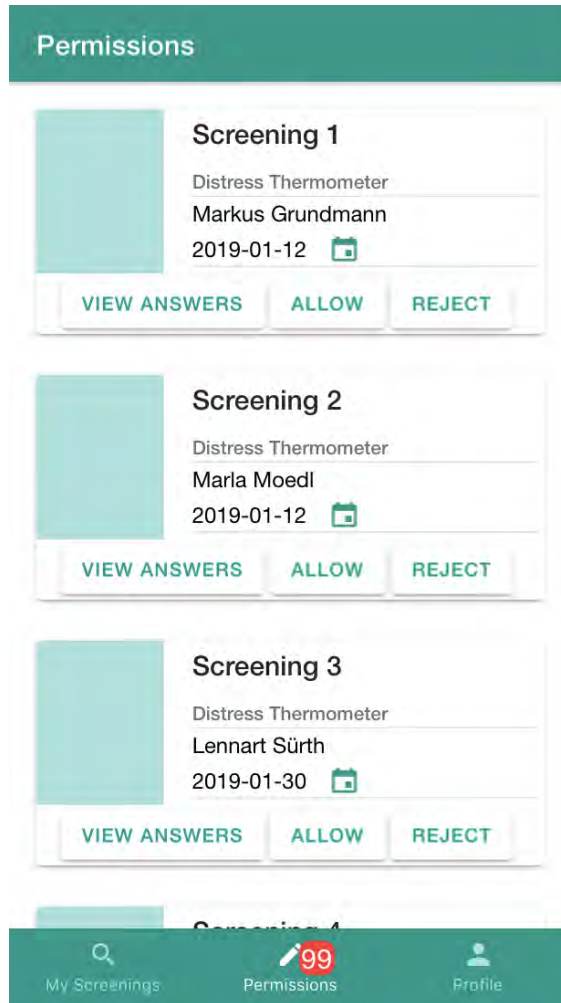 Permissions
Screening 1
Distress Thermometer
Markus Grundmann
2019-01-12
VIEW ANSWERS ALLOW REJECT
Screening 2
Distress Thermometer
Marla Moedl
2019-01-12
VIEW ANSWERS ALLOW REJECT
Screening 3
Distress Thermometer
Lennart Sürth
2019-01-30
VIEW ANSWERS ALLOW REJECT
Screening 4
99
My Screenings Permissions Profile